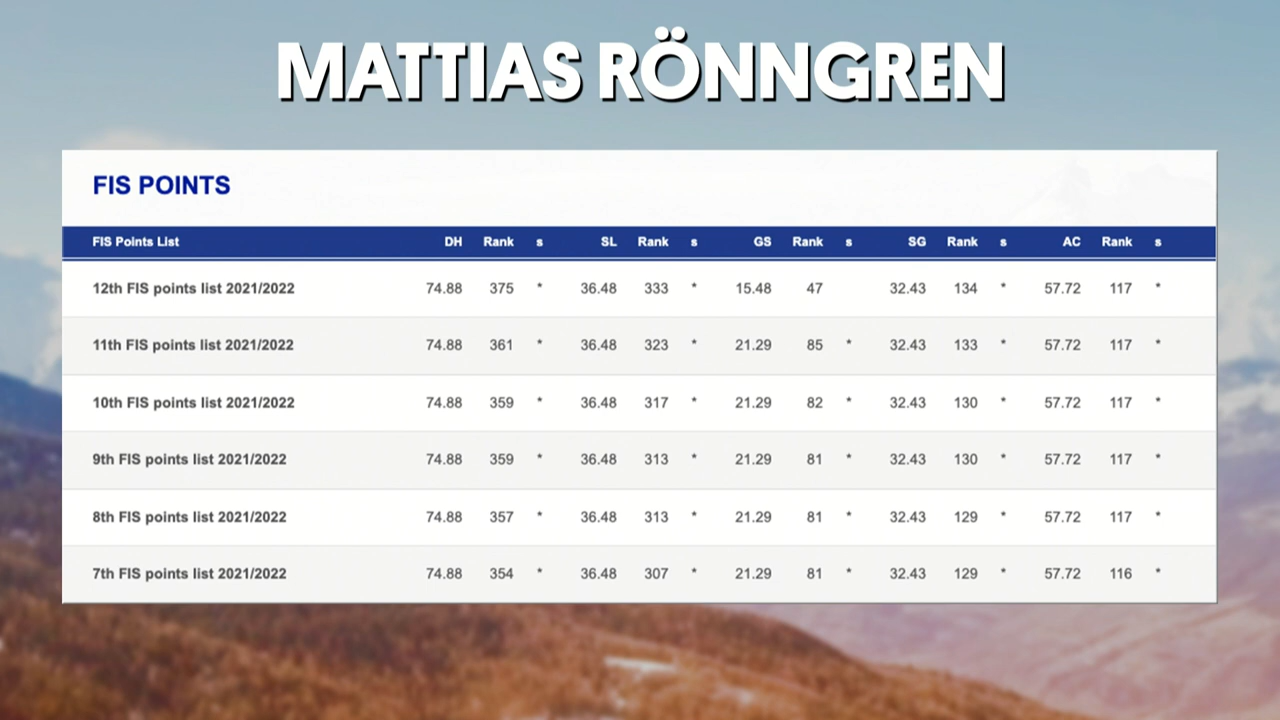 MATTIAS RÖNNGREN
FIS POINTS
FIS Points List DH Rank s SL Rank s GS Rank s SG Rank s AC Rank s
12th FIS points list 2021/2022 74.88 375 * 36.48 333 * 15.48 47 32.43 134 * 57.72 117 *
11th FIS points list 2021/2022 74.88 361 * 36.48 323 * 21.29 85 * 32.43 133 * 57.72 117 *
10th FIS points list 2021/2022 74.88 359 * 36.48 317 * 21.29 82 * 32.43 130 * 57.72 117 *
9th FIS points list 2021/2022 74.88 359 * 36.48 313 * 21.29 81 * 32.43 130 * 57.72 117 *
8th FIS points list 2021/2022 74.88 357 * 36.48 313 * 21.29 81 * 32.43 129 * 57.72 117 *
7th FIS points list 2021/2022 74.88 354 * 36.48 307 * 21.29 81 * 32.43 129 * 57.72 116 *